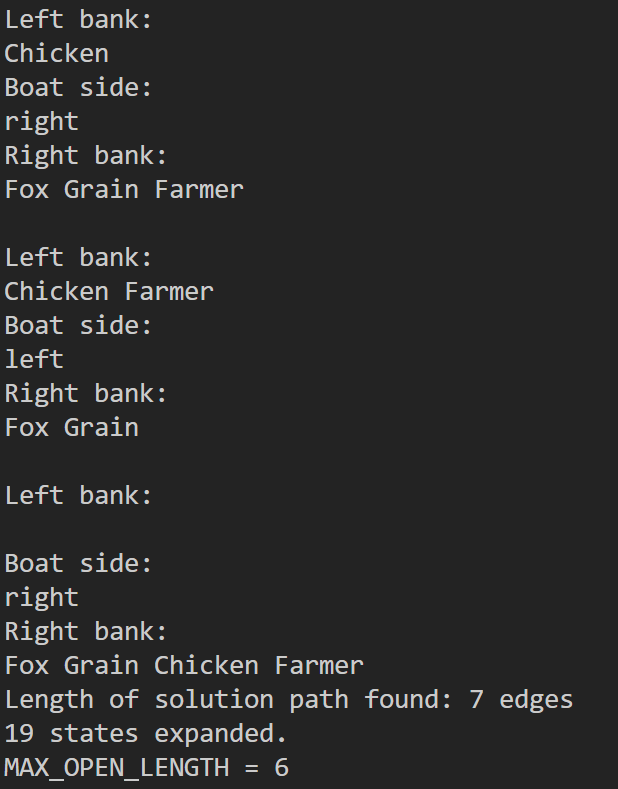 Left bank:
Chicken
Boat side:
right
Right bank:
Fox Grain Farmer
Left bank:
Chicken Farmer
Boat side:
left
Right bank:
Fox Grain
Left bank:
Boat side:
right
Right bank:
Fox Grain Chicken Farmer
Length of solution path found: 7 edges
19 states expanded.
MAX_OPEN_LENGTH = 6